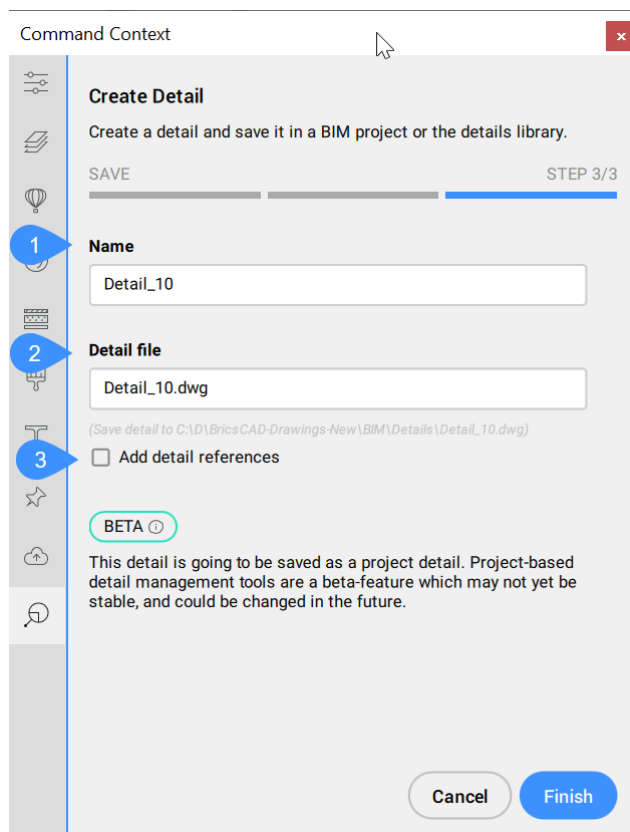 Command Context
x
Create Detail
Create a detail and save it in a BIM project or the details library.
SAVE STEP 3/3
1 Name
Detail_10
2 Detail file
Detail_10.dwg
(Save detail to C:\D\BricsCAD-Drawings-New\BIM\Details\Detail_10.dwg)
3 Add detail references
BETA
This detail is going to be saved as a project detail. Project-based
detail management tools are a beta-feature which may not yet be
stable, and could be changed in the future.
Cancel Finish